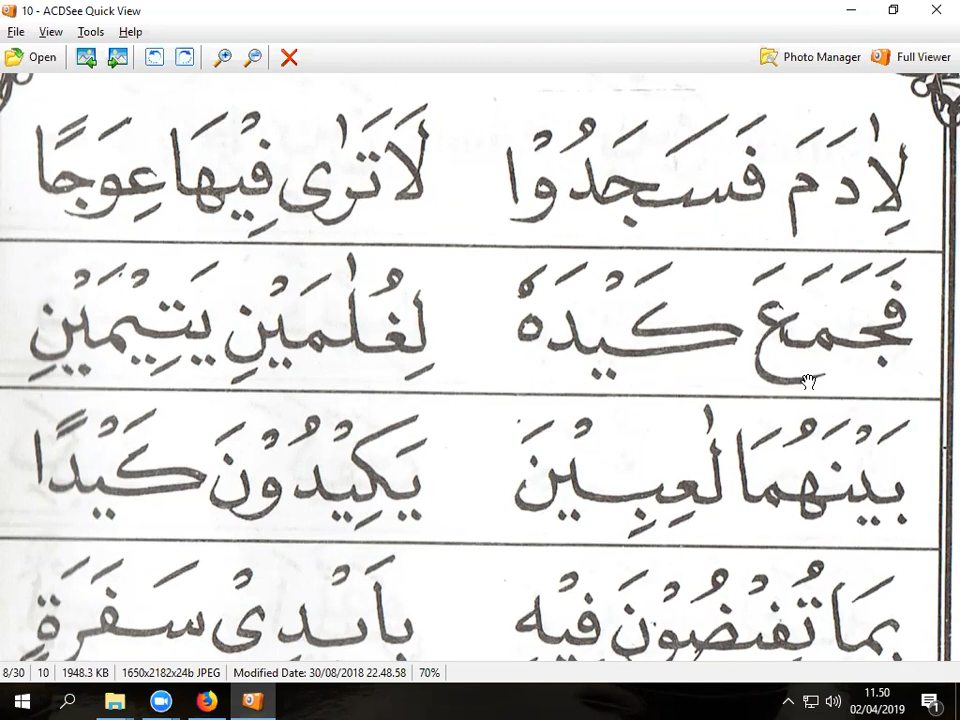 10 - ACDSee Quick View
File View Tools Help
Open Photo Manager Full Viewer
لِاٰدَمَ فَسَجَدُوْا لَا تَرٰى فِيْهَا عِوَجًا
فَجَمَعَ كَيْدَهٗ لِغُلٰمَيْنِ يَتِيْمَيْنِ
بَيْنَهُمَا لٰعِبِيْنَ يَكِيْدُوْنَ كَيْدًا
بِمَا تُفِيْضُوْنَ فِيْهِ بِاَيْدِيْ سَفَرَةٍ
8/30 10 1948.3 KB 1650x2182x24b JPEG Modified Date: 30/08/2018 22.48.58 70%
11.50
02/04/2019
1